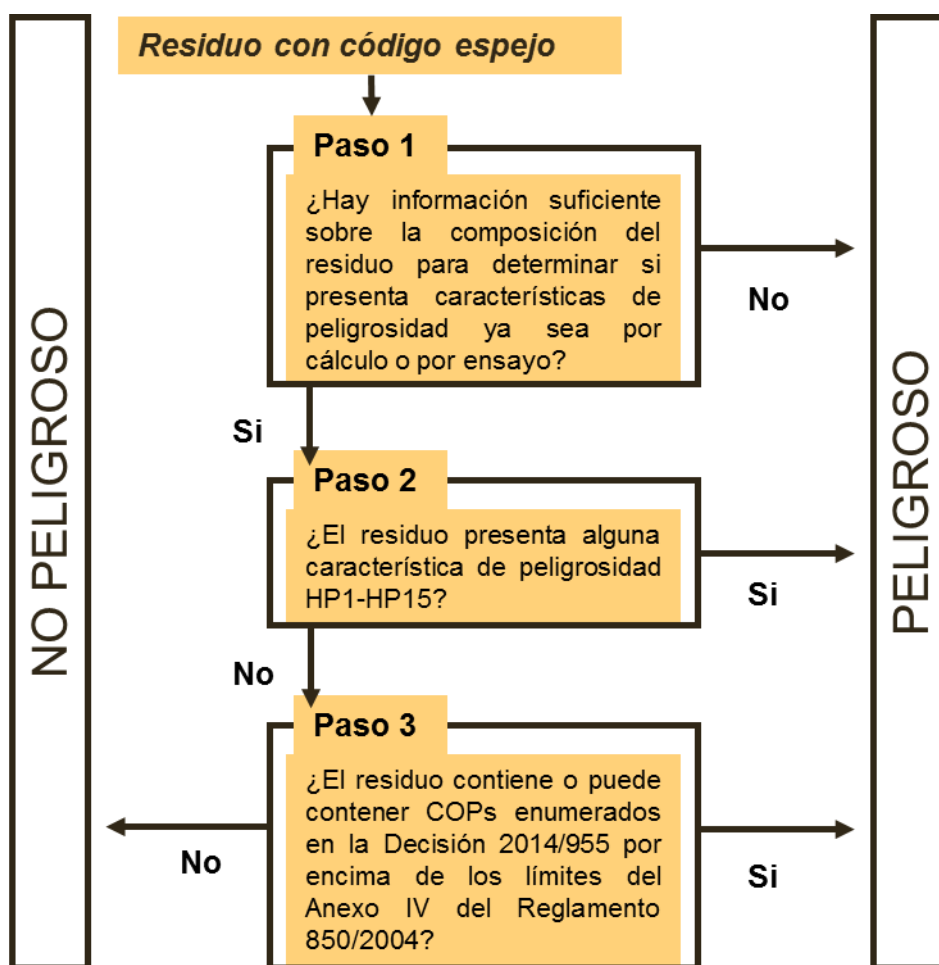 Residuo con código espejo
Paso 1
¿Hay información suficiente
sobre la composición del
residuo para determinar si
presenta características de
peligrosidad ya sea por
cálculo o por ensayo?
No
Si
Paso 2
¿El residuo presenta alguna
característica de peligrosidad
HP1-HP15?
Si
No
Paso 3
¿El residuo contiene o puede
contener COPs enumerados
en la Decisión 2014/955 por
encima de los límites del
Anexo IV del Reglamento
850/2004?
No
Si
NO PELIGROSO
PELIGROSO